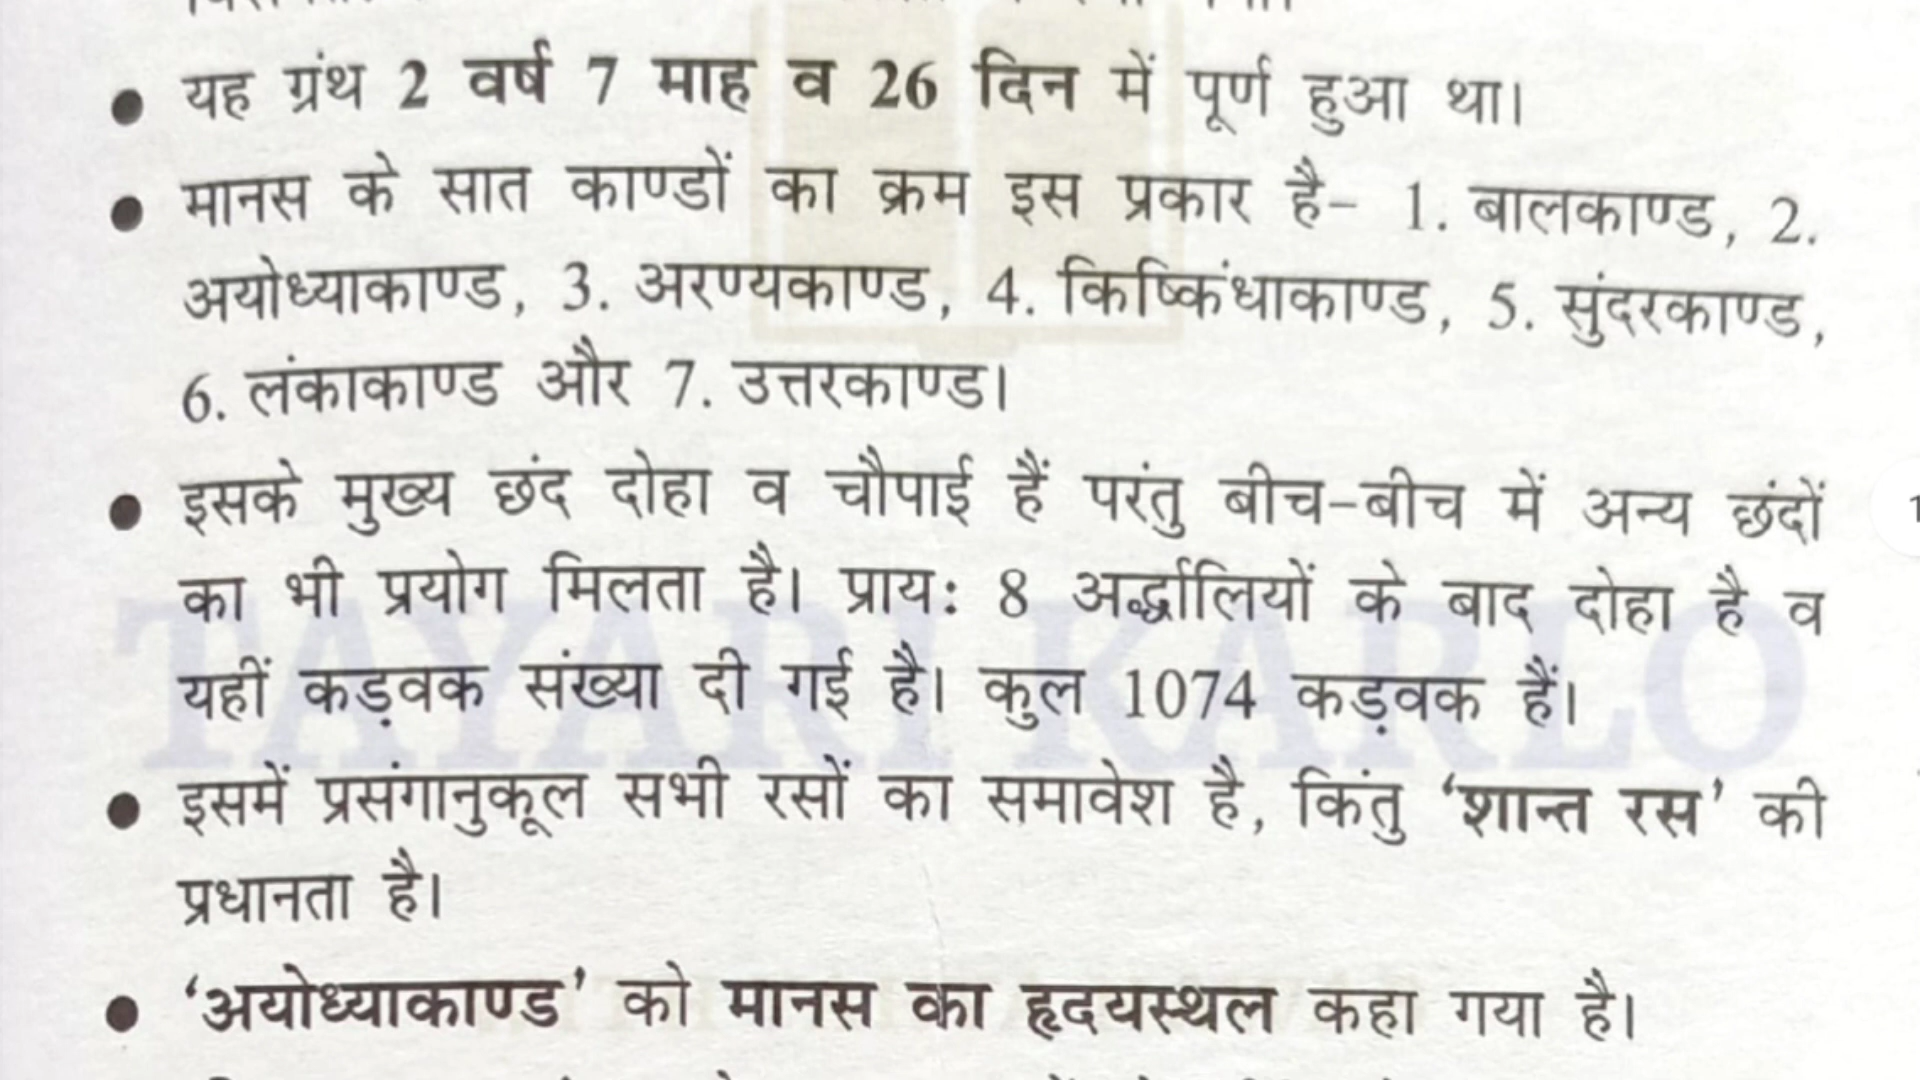 • यह ग्रंथ 2 वर्ष 7 माह व 26 दिन में पूर्ण हुआ था।
• मानस के सात काण्डों का क्रम इस प्रकार है- 1. बालकाण्ड, 2.
अयोध्याकाण्ड, 3. अरण्यकाण्ड, 4. किष्किंधाकाण्ड, 5. सुंदरकाण्ड,
6. लंकाकाण्ड और 7. उत्तरकाण्ड।
• इसके मुख्य छंद दोहा व चौपाई हैं परंतु बीच-बीच में अन्य छंदों
का भी प्रयोग मिलता है। प्राय: 8 अर्द्धालियों के बाद दोहा है व
यहीं कड़वक संख्या दी गई है। कुल 1074 कड़वक हैं।
TAYARI KARLO
• इसमें प्रसंगानुकूल सभी रसों का समावेश है, किंतु ‘शान्त रस’ की
प्रधानता है।
• ‘अयोध्याकाण्ड’ को मानस का हृदयस्थल कहा गया है।